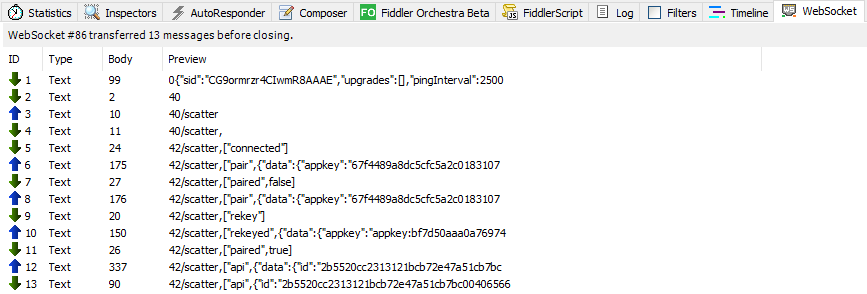 Statistics Inspectors AutoResponder Composer FO Fiddler Orchestra Beta JS FiddlerScript Log Filters Timeline WebSocket
WebSocket #86 transferred 13 messages before closing.
ID Type Body Preview
1 Text 99 0{"sid":"CG9ormrzr4CIwmR8AAAE","upgrades":[],"pingInterval":2500
2 Text 2 40
3 Text 10 40/scatter
4 Text 11 40/scatter,
5 Text 24 42/scatter,["connected"]
6 Text 175 42/scatter,["pair",{"data":{"appkey":"67f4489a8dc5cfc5a2c0183107
7 Text 27 42/scatter,["paired",false]
8 Text 176 42/scatter,["pair",{"data":{"appkey":"67f4489a8dc5cfc5a2c0183107
9 Text 20 42/scatter,["rekey"]
10 Text 150 42/scatter,["rekeyed",{"data":{"appkey":"appkey:bf7d50aaa0a76974
11 Text 26 42/scatter,["paired",true]
12 Text 337 42/scatter,["api",{"data":{"id":"2b5520cc2313121bcb72e47a51cb7bc
13 Text 90 42/scatter,["api",{"id":"2b5520cc2313121bcb72e47a51cb7bc00406566